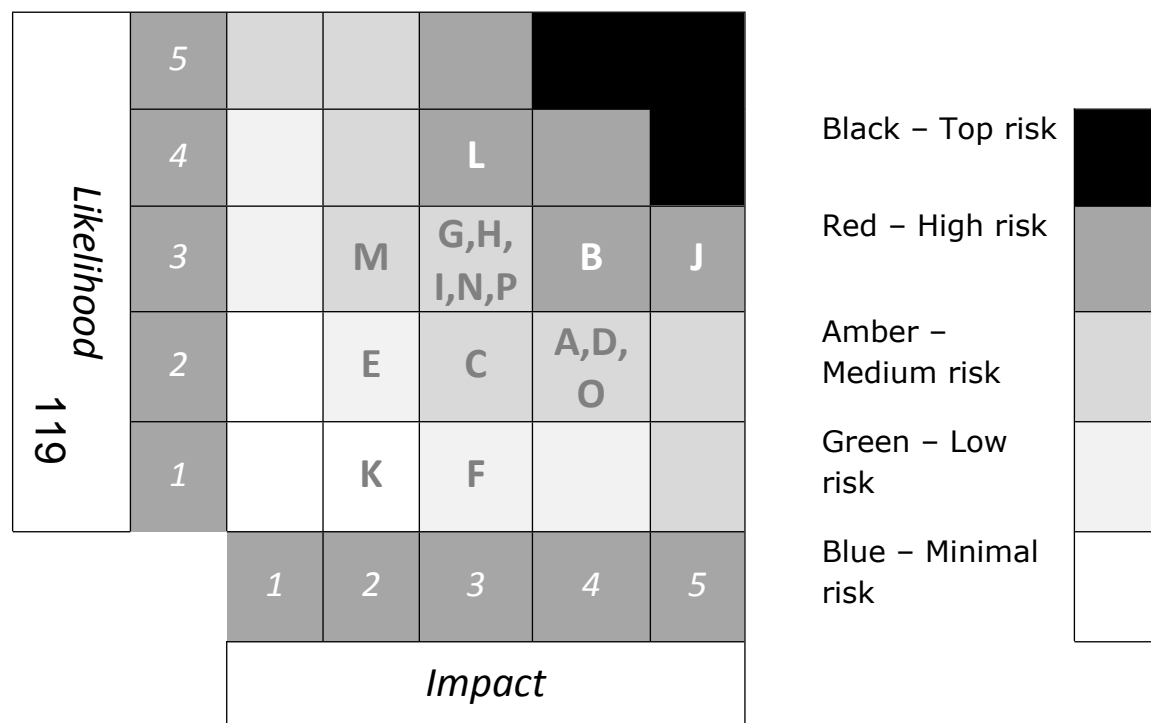 Likelihood
119
5
4
L
3
M
G,H,
I,N,P
B
J
2
E
C
A,D,
O
1
K
F
1
2
3
4
5
Impact
Black – Top risk
Red – High risk
Amber –
Medium risk
Green – Low
risk
Blue – Minimal
risk